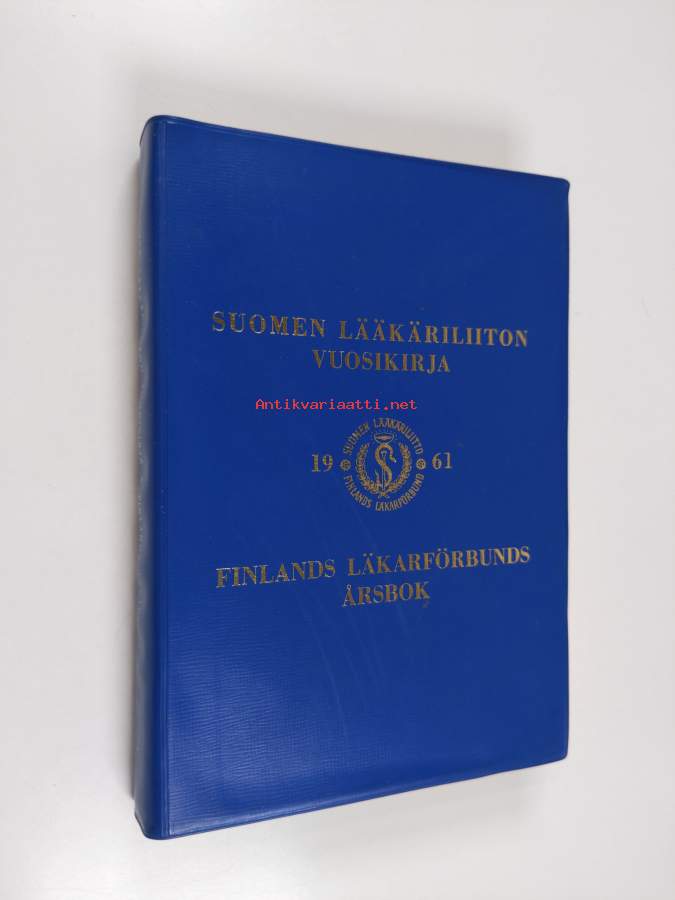 SUOMEN LÄÄKÄRILIITON
VUOSIKIRJA
Antikvariaatti.net
SUOMEN LÄÄKÄRILIITTO
19 61
FINLANDS LÄKARFÖRBUND
FINLANDS LÄKARFÖRBUNDS
ÅRSBOK